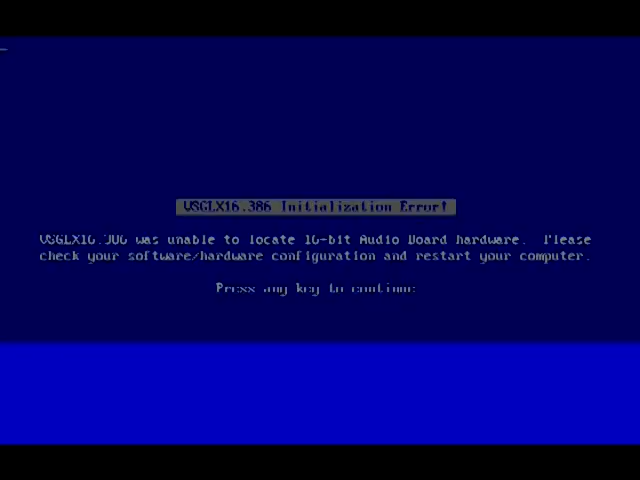 VSGLX16.386 Initialization Error!
VSGLX16.386 was unable to locate 16-bit Audio Board hardware.  Please
check your software/hardware configuration and restart your computer.
Press any key to continue